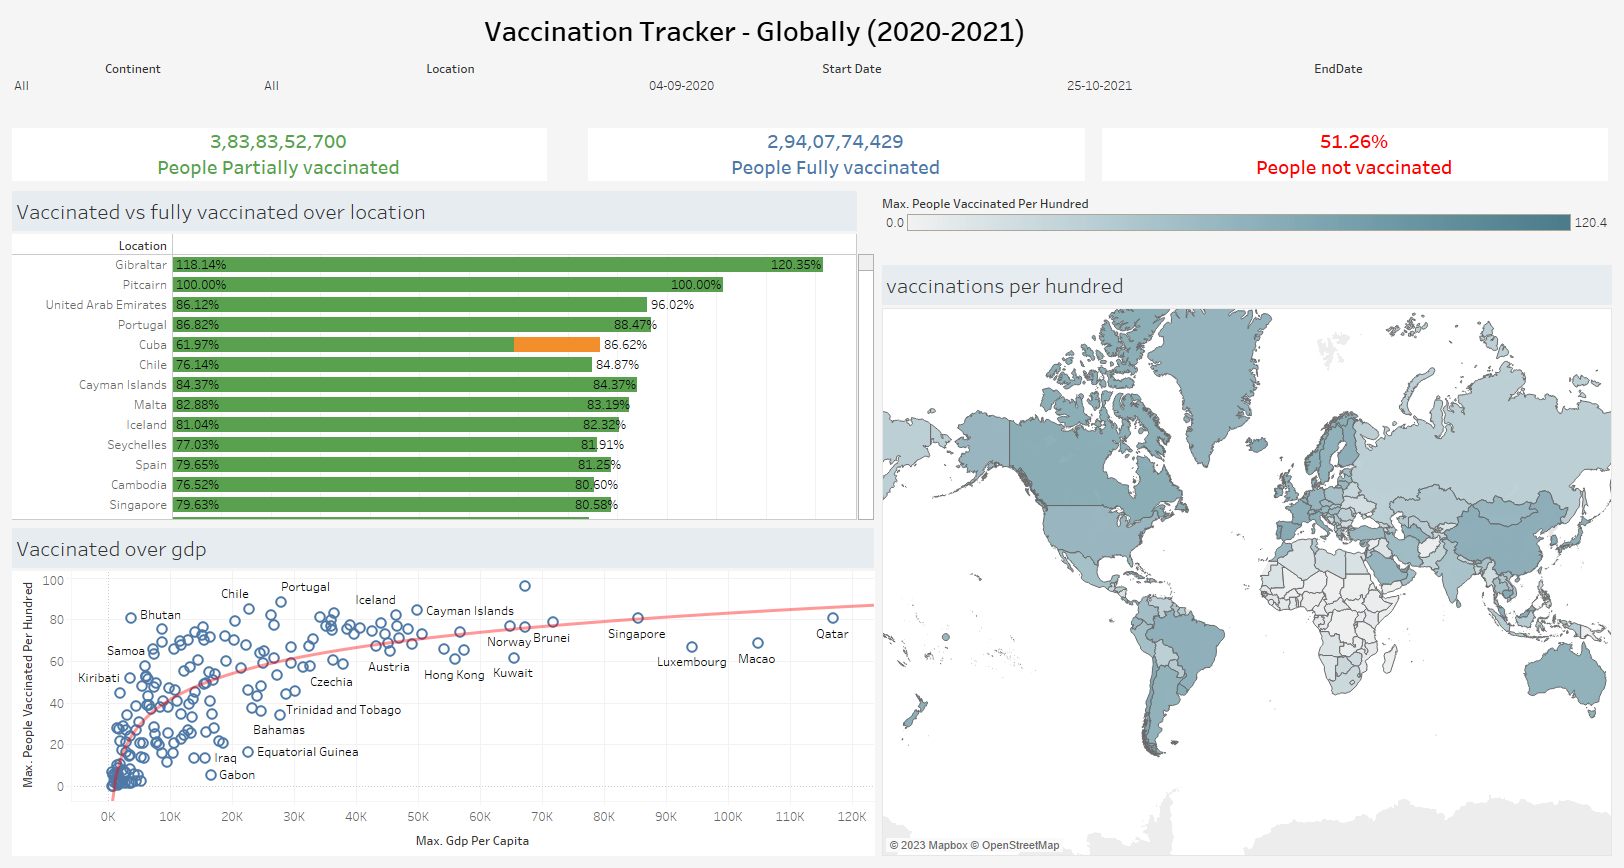 Vaccination Tracker - Globally (2020-2021)
Continent Location Start Date EndDate
All All 04-09-2020 25-10-2021
3,83,83,52,700
People Partially vaccinated
2,94,07,74,429
People Fully vaccinated
51.26%
People not vaccinated
Vaccinated vs fully vaccinated over location
Location
Gibraltar 118.14% 120.35%
Pitcairn 100.00% 100.00%
United Arab Emirates 86.12% 96.02%
Portugal 86.82% 88.47%
Cuba 61.97% 86.62%
Chile 76.14% 84.87%
Cayman Islands 84.37% 84.37%
Malta 82.88% 83.19%
Iceland 81.04% 82.32%
Seychelles 77.03% 81.91%
Spain 79.65% 81.25%
Cambodia 76.52% 80.60%
Singapore 79.63% 80.58%
Max. People Vaccinated Per Hundred
0.0 120.4
vaccinations per hundred
© 2023 Mapbox © OpenStreetMap
Vaccinated over gdp
Max. People Vaccinated Per Hundred
100
80
60
40
20
0
Portugal
Chile
Iceland
Bhutan
Cayman Islands
Norway
Brunei
Singapore
Qatar
Samoa
Austria
Hong Kong
Kuwait
Luxembourg
Macao
Kiribati
Czechia
Trinidad and Tobago
Bahamas
Equatorial Guinea
Iraq
Gabon
0K 10K 20K 30K 40K 50K 60K 70K 80K 90K 100K 110K 120K
Max. Gdp Per Capita